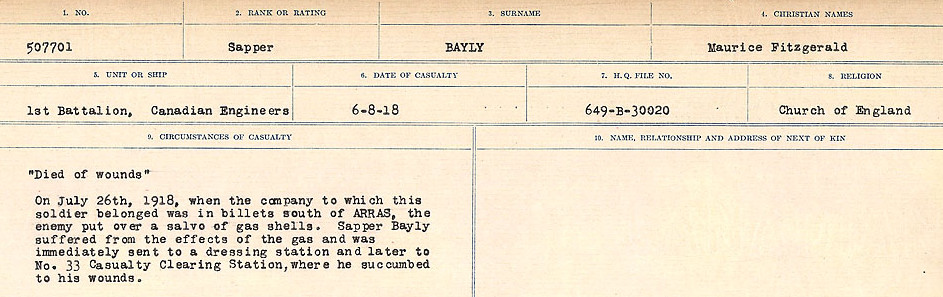 1. NO.
2. RANK OR RATING
3. SURNAME
4. CHRISTIAN NAMES
507701
Sapper
BAYLY
Maurice Fitzgerald
5. UNIT OR SHIP
6. DATE OF CASUALTY
7. H.Q. FILE NO.
8. RELIGION
1st Battalion, Canadian Engineers
6-8-18
649-B-30020
Church of England
9. CIRCUMSTANCES OF CASUALTY
10. NAME, RELATIONSHIP AND ADDRESS OF NEXT OF KIN
"Died of wounds"
On July 26th, 1918, when the company to which this
soldier belonged was in billets south of ARRAS, the
enemy put over a salvo of gas shells. Sapper Bayly
suffered from the effects of the gas and was
immediately sent to a dressing station and later to
No. 33 Casualty Clearing Station,where he succumbed
to his wounds.